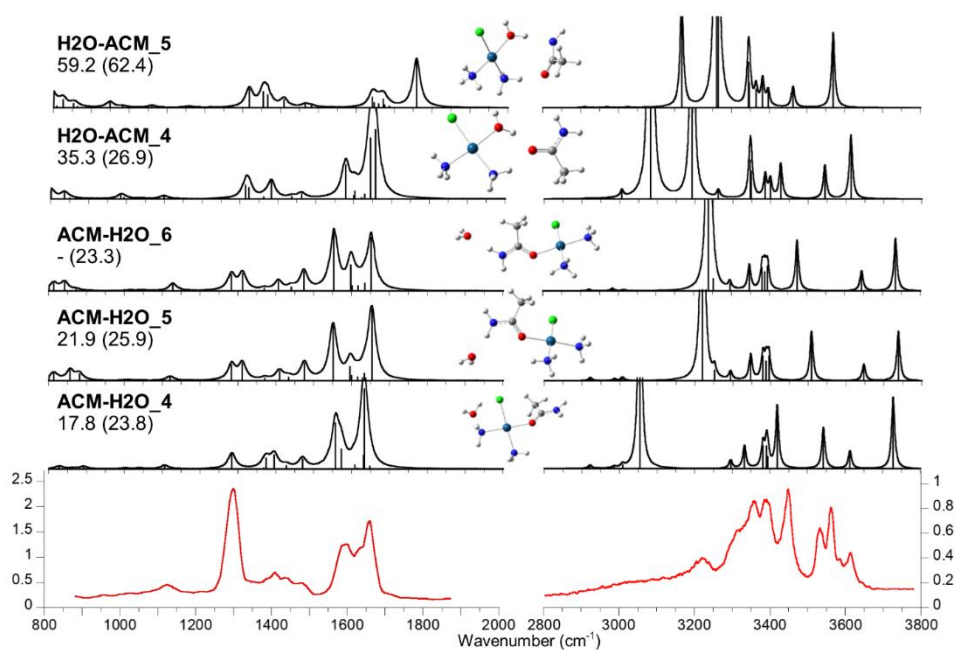 H2O-ACM_5
59.2 (62.4)
H2O-ACM_4
35.3 (26.9)
ACM-H2O_6
- (23.3)
ACM-H2O_5
21.9 (25.9)
ACM-H2O_4
17.8 (23.8)
2.5
2
1.5
1
0.5
0
1
0.8
0.6
0.4
0.2
0
800 1000 1200 1400 1600 1800 2000 2800 3000 3200 3400 3600 3800
Wavenumber (cm⁻¹)